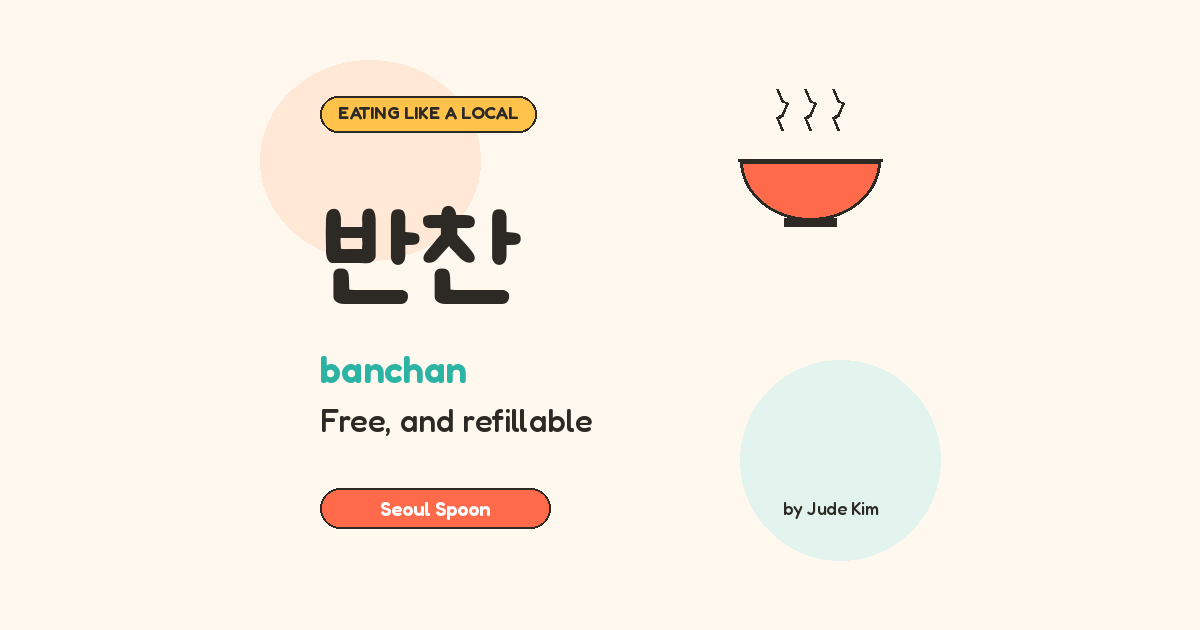 EATING LIKE A LOCAL
반찬
banchan
Free, and refillable
Seoul Spoon
by Jude Kim